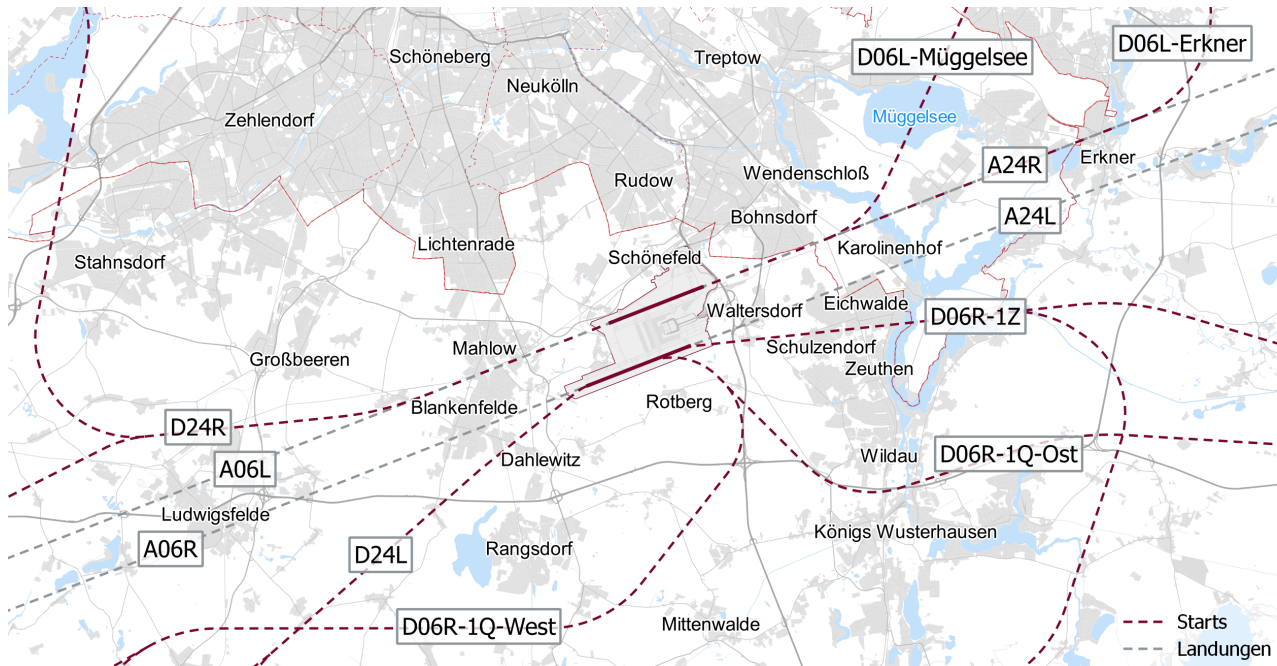 Schöneberg
Treptow
D06L-Müggelsee
D06L-Erkner
Neukölln
Zehlendorf
Müggelsee
Erkner
A24R
Wendenschloß
Rudow
Bohnsdorf
A24L
Karolinenhof
Lichtenrade
Schönefeld
Stahnsdorf
Eichwalde
Waltersdorf
D06R-1Z
Mahlow
Schulzendorf
Großbeeren
Zeuthen
Blankenfelde
Rotberg
D24R
A06L
Dahlewitz
Wildau
D06R-1Q-Ost
Ludwigsfelde
Königs Wusterhausen
A06R
D24L
Rangsdorf
D06R-1Q-West
Mittenwalde
Starts
Landungen